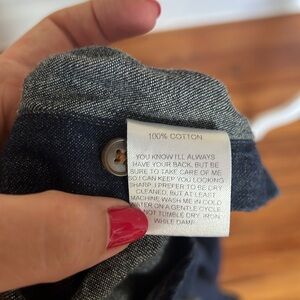 100% COTTON
YOU KNOW I'LL ALWAYS
HAVE YOUR BACK, BUT BE
SURE TO TAKE CARE OF ME
SO I CAN KEEP YOU LOOKING
SHARP. I PREFER TO BE DRY
CLEANED, BUT AT LEAST
MACHINE WASH ME IN COLD
WATER ON A GENTLE CYCLE.
DO NOT TUMBLE DRY. IRON
WHILE DAMP.